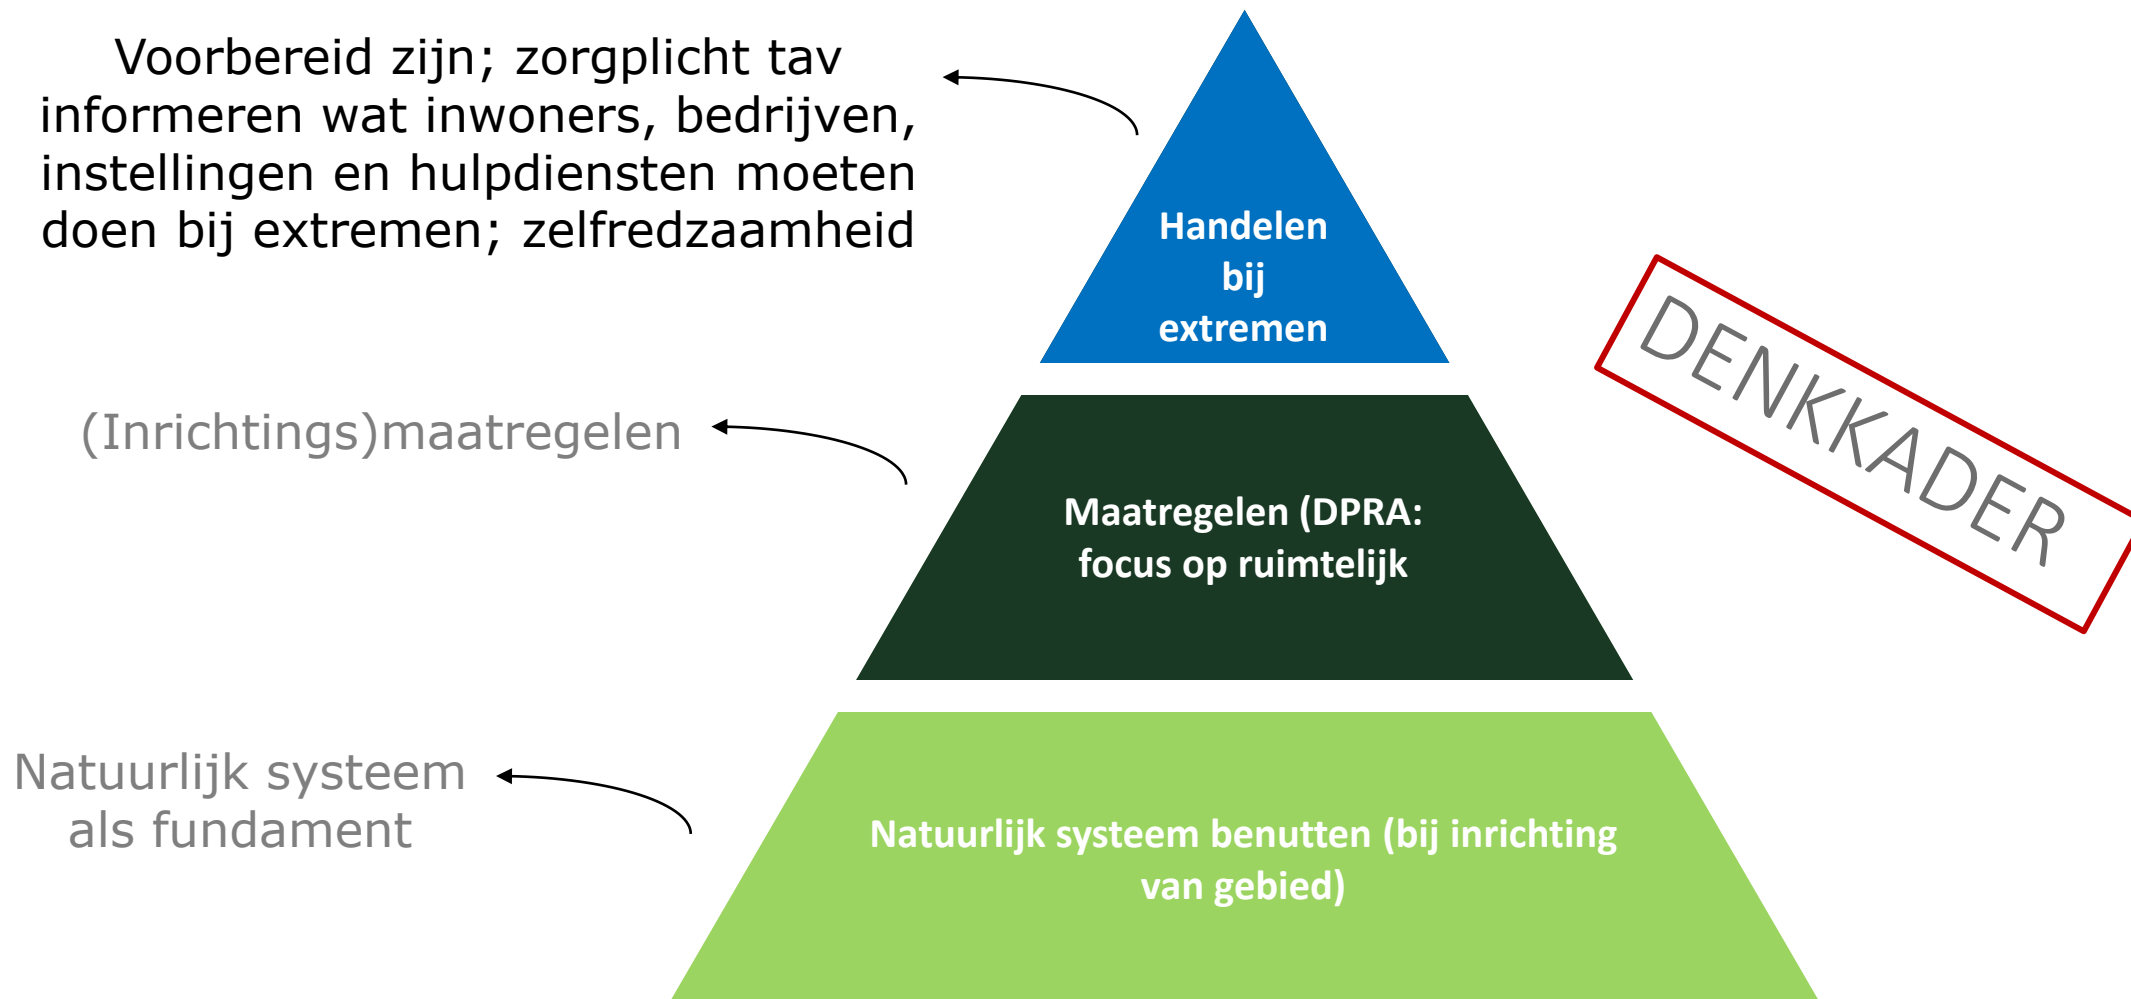 Voorbereid zijn; zorgplicht tav
informeren wat inwoners, bedrijven,
instellingen en hulpdiensten moeten
doen bij extremen; zelfredzaamheid
Handelen
bij
extremen
DENKKADER
(Inrichtings)maatregelen
Maatregelen (DPRA:
focus op ruimtelijk
Natuurlijk systeem
als fundament
Natuurlijk systeem benutten (bij inrichting
van gebied)